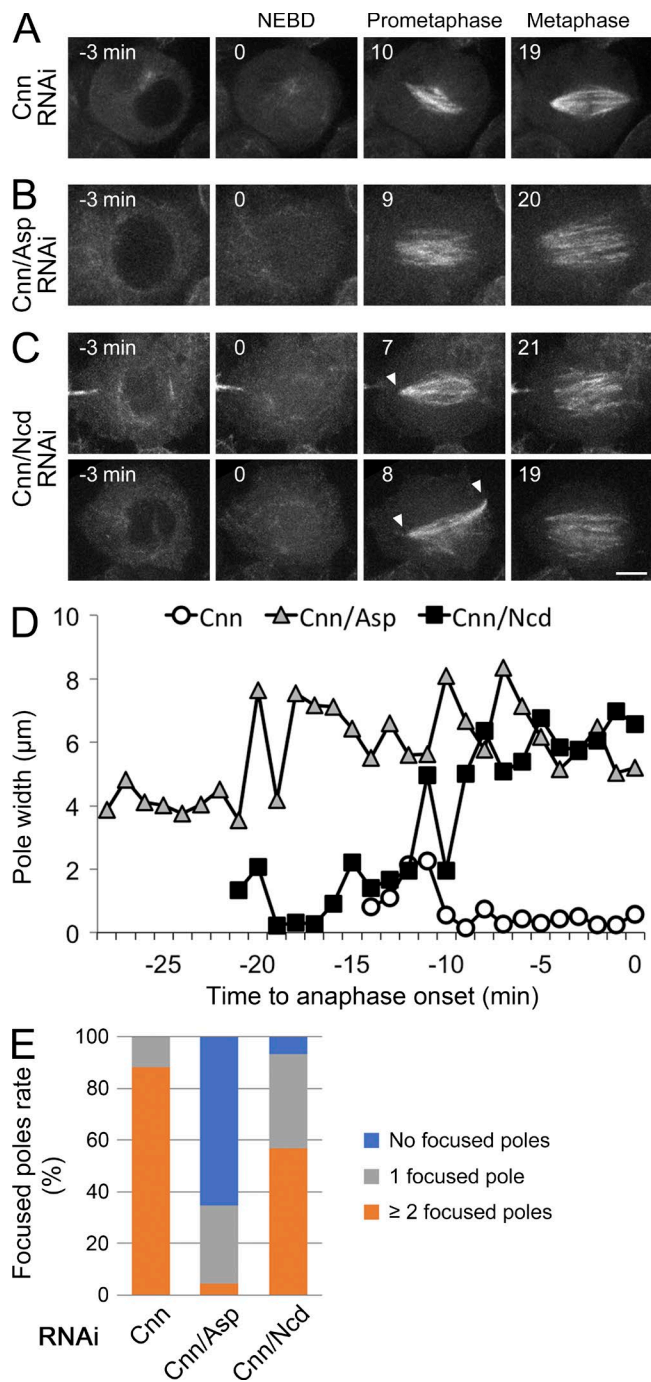 A
NEBD Prometaphase Metaphase
Cnn RNAi
-3 min 0 10 19
B
Cnn/Asp RNAi
-3 min 0 9 20
C
Cnn/Ncd RNAi
-3 min 0 7 21
-3 min 0 8 19
D
Cnn Cnn/Asp Cnn/Ncd
Pole width (μm)
10
8
6
4
2
0
-25 -20 -15 -10 -5 0
Time to anaphase onset (min)
E
Focused poles rate
(%)
100
80
60
40
20
0
No focused poles
1 focused pole
≥ 2 focused poles
RNAi Cnn Cnn/Asp Cnn/Ncd